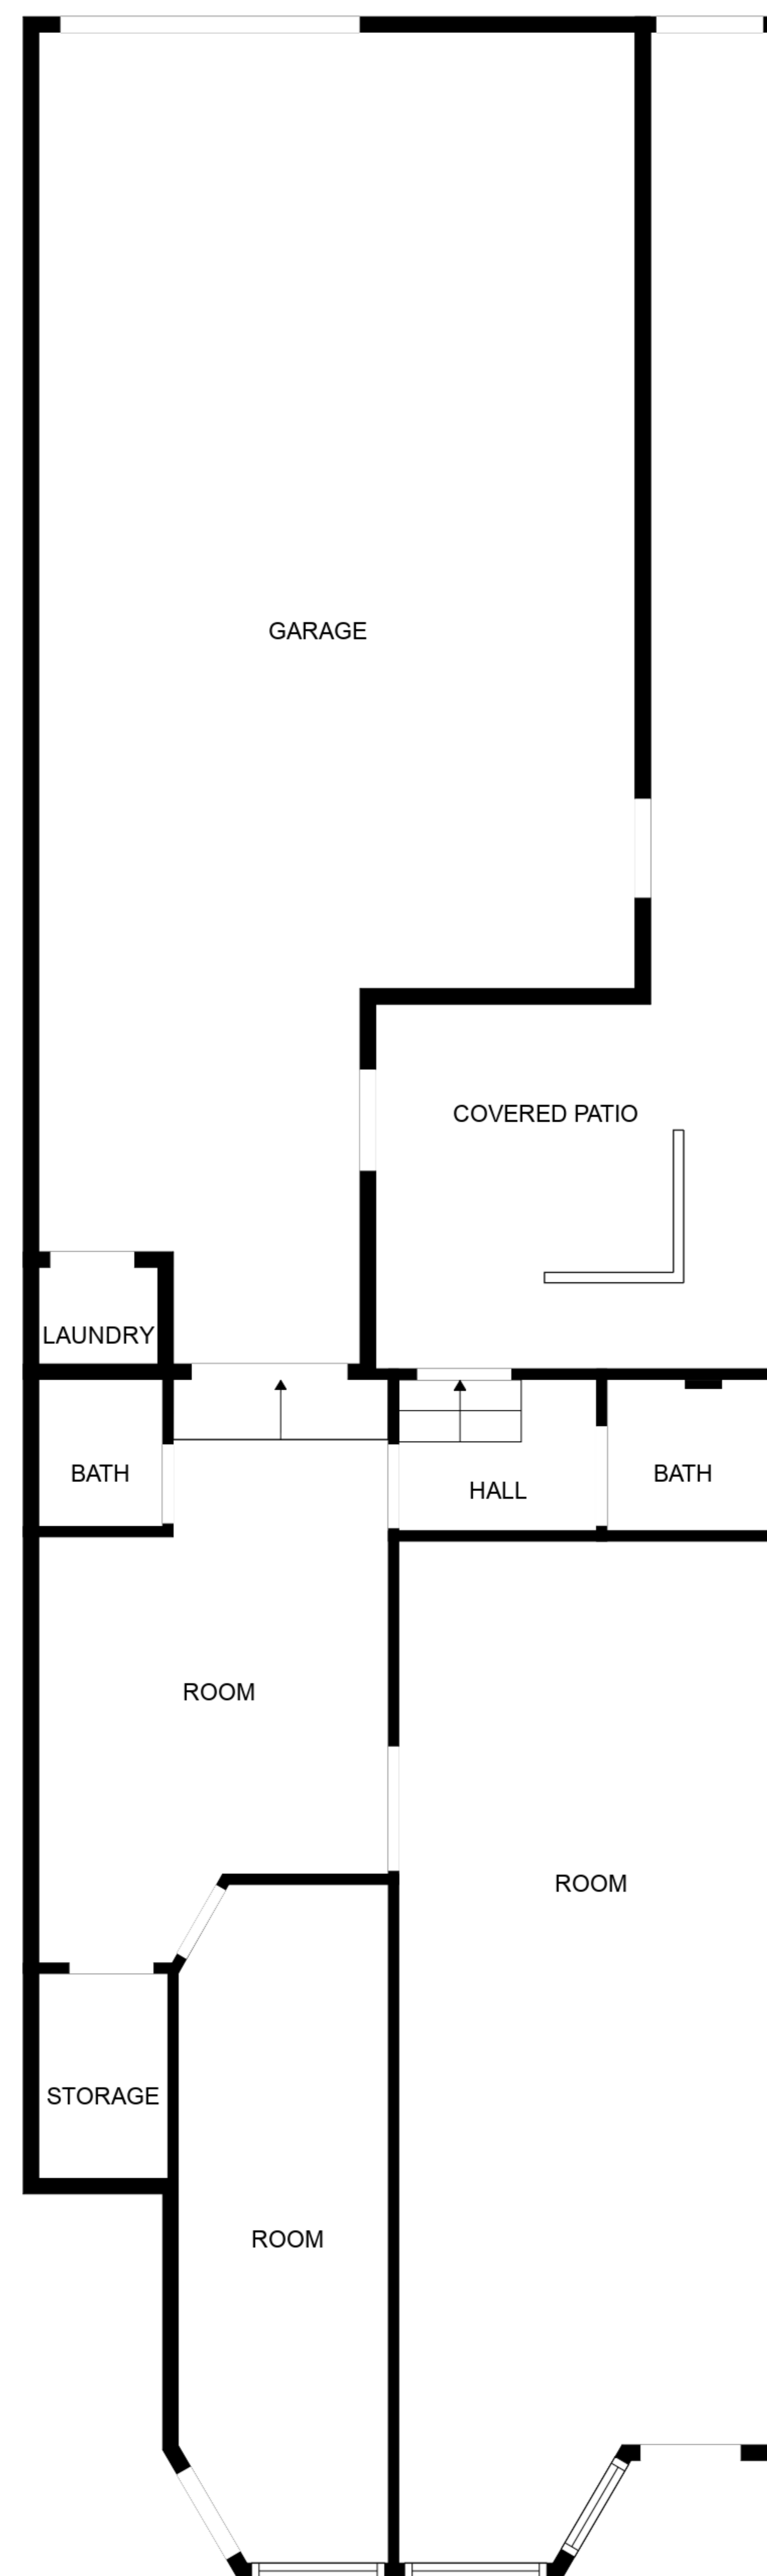 GARAGE
COVERED PATIO
LAUNDRY
BATH
HALL
BATH
ROOM
ROOM
STORAGE
ROOM